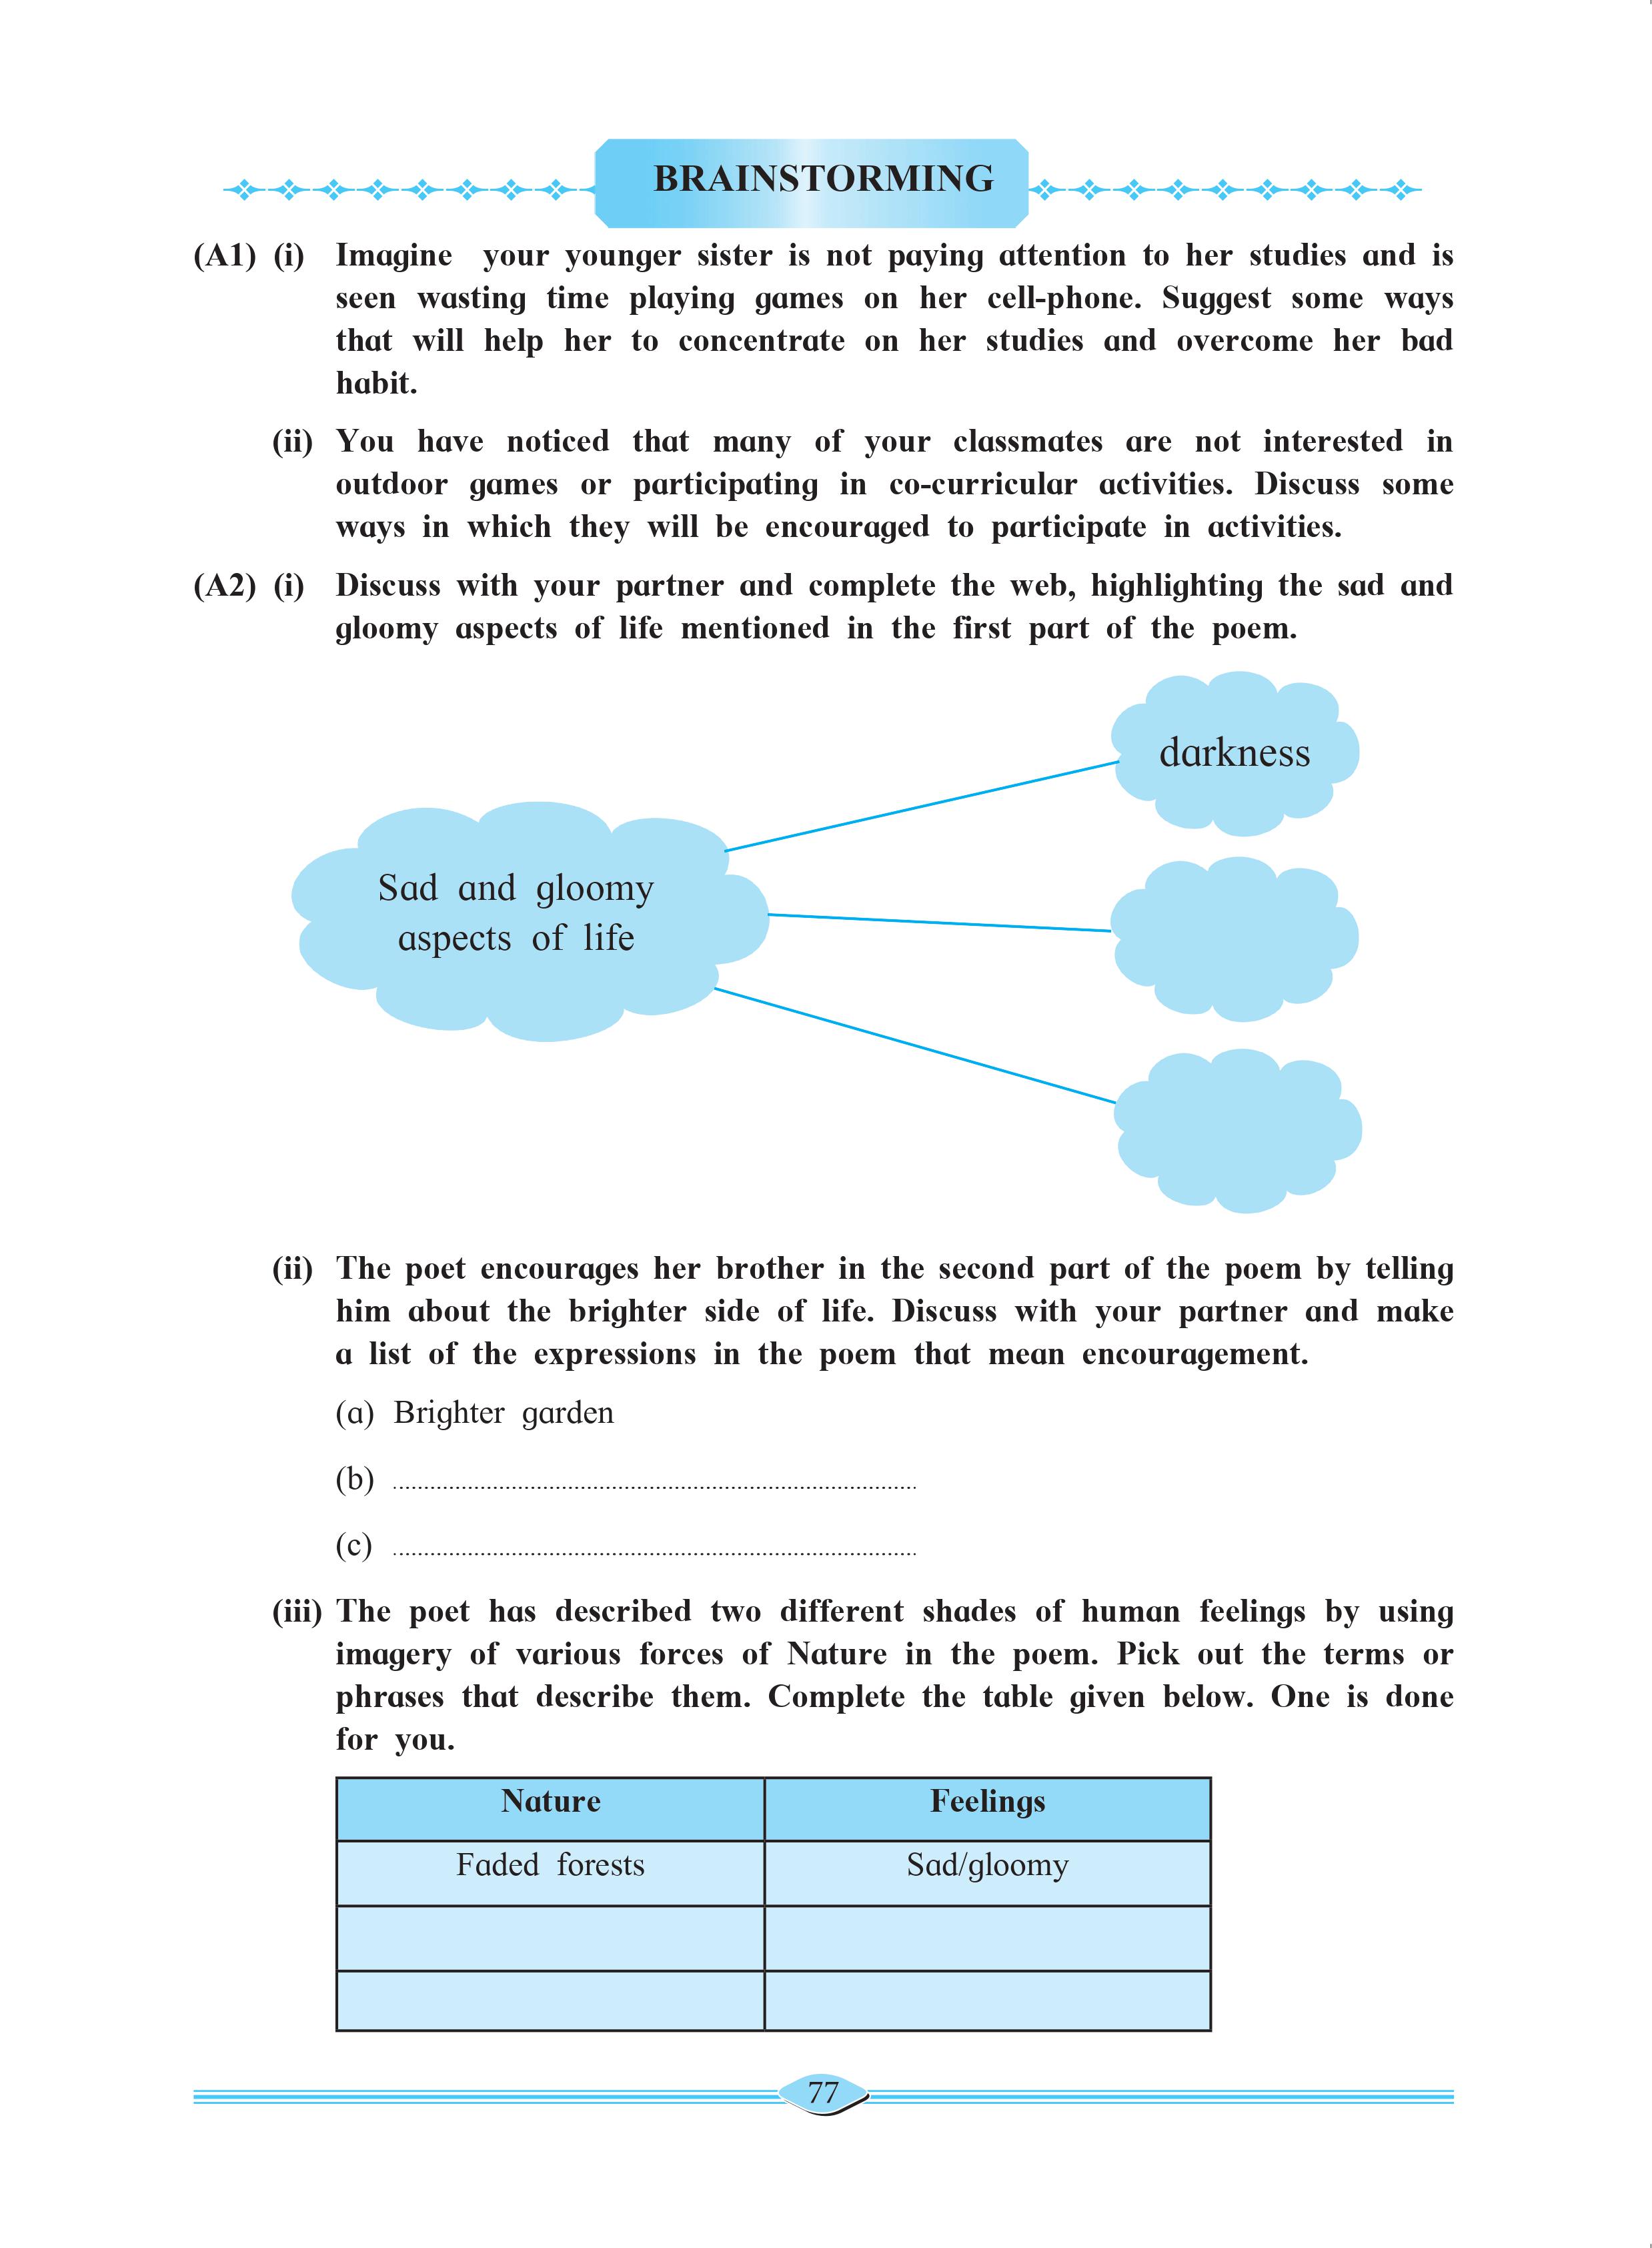 BRAINSTORMING
(A1) (i) Imagine your younger sister is not paying attention to her studies and is
seen wasting time playing games on her cell-phone. Suggest some ways
that will help her to concentrate on her studies and overcome her bad
habit.
(ii) You have noticed that many of your classmates are not interested in
outdoor games or participating in co-curricular activities. Discuss some
ways in which they will be encouraged to participate in activities.
(A2) (i) Discuss with your partner and complete the web, highlighting the sad and
gloomy aspects of life mentioned in the first part of the poem.
darkness
Sad and gloomy
aspects of life
(ii) The poet encourages her brother in the second part of the poem by telling
him about the brighter side of life. Discuss with your partner and make
a list of the expressions in the poem that mean encouragement.
(a) Brighter garden
(b) ................................................................................
(c) ................................................................................
(iii) The poet has described two different shades of human feelings by using
imagery of various forces of Nature in the poem. Pick out the terms or
phrases that describe them. Complete the table given below. One is done
for you.
Nature Feelings
Faded forests Sad/gloomy
77